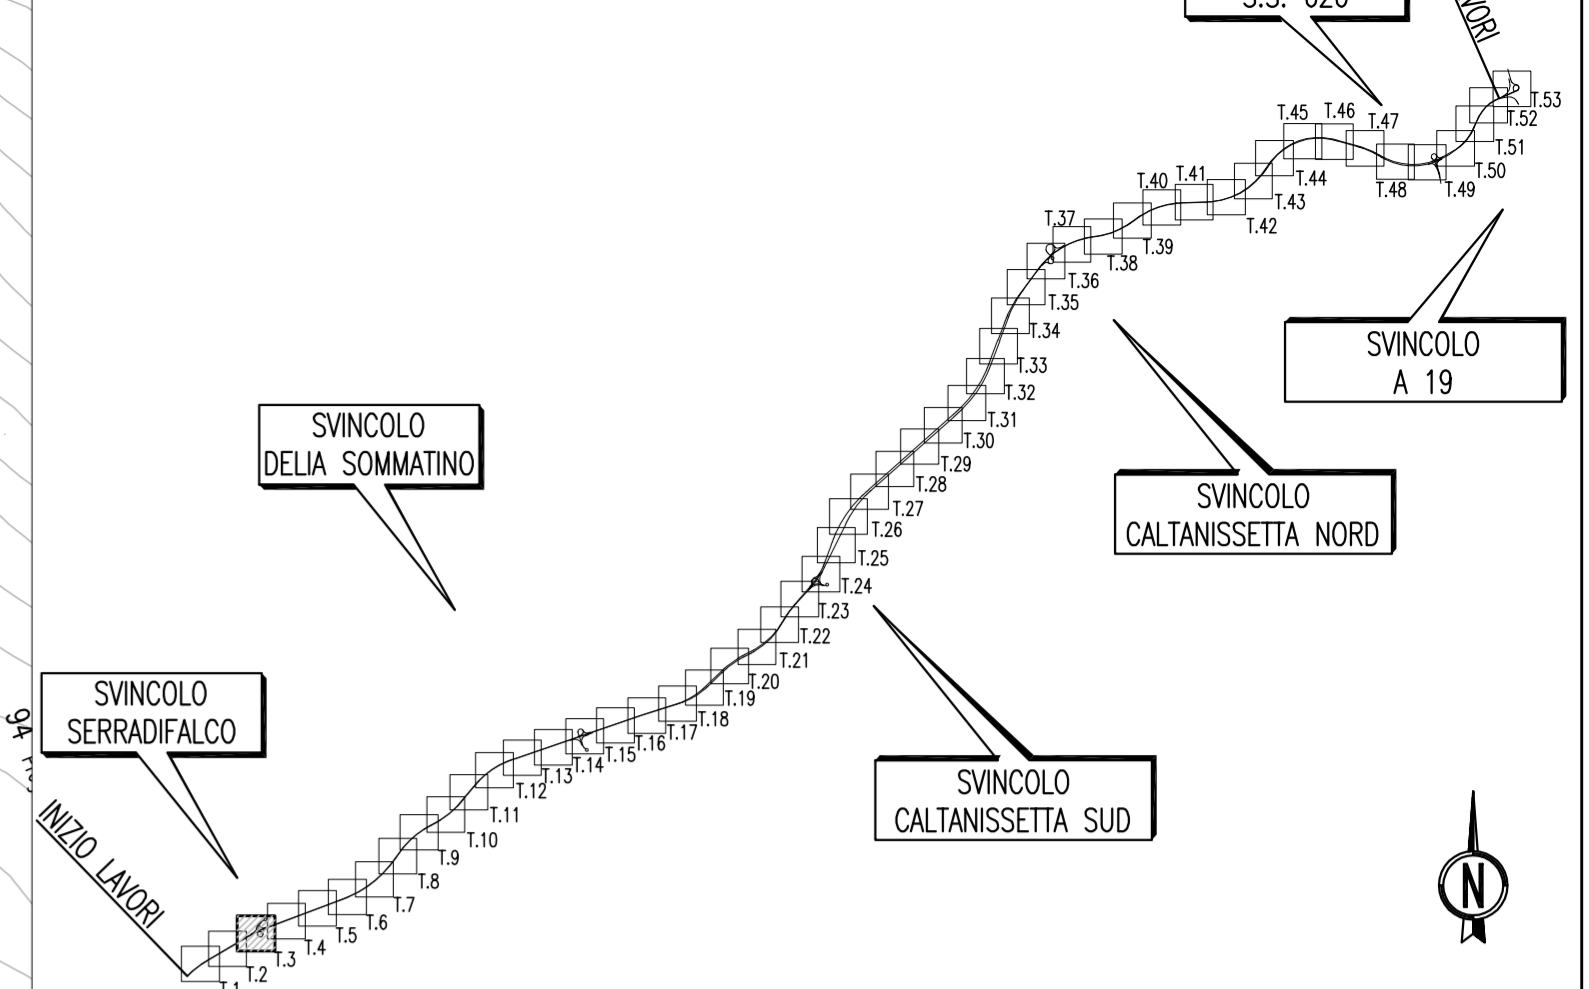 S.S. 626
VORI
T.53
T.52
T.51
T.50
T.49
T.48
T.47
T.46
T.45
T.44
T.43
T.42
T.41
T.40
T.39
T.38
T.37
T.36
T.35
T.34
T.33
T.32
T.31
T.30
T.29
T.28
T.27
T.26
T.25
T.24
T.23
T.22
T.21
T.20
T.19
T.18
T.17
T.16
T.15
T.14
T.13
T.12
T.11
T.10
T.9
T.8
T.7
T.6
T.5
T.4
T.3
T.2
T.1
SVINCOLO
A 19
SVINCOLO
DELIA SOMMATINO
SVINCOLO
CALTANISSETTA NORD
SVINCOLO
SERRADIFALCO
SVINCOLO
CALTANISSETTA SUD
INIZIO LAVORI
94
N